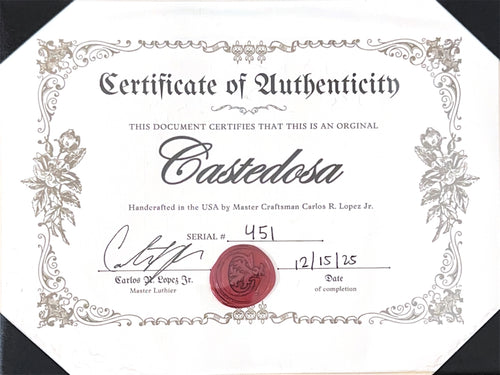 Certificate of Authenticity
THIS DOCUMENT CERTIFIES THAT THIS IS AN ORGINAL
Castedosa
Handcrafted in the USA by Master Craftsman Carlos R. Lopez Jr.
SERIAL # 451
12/15/25
Carlos R. Lopez Jr. Date
Master Luthier of completion